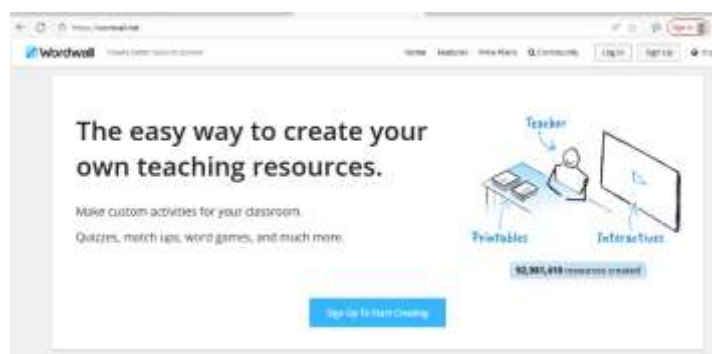 Wordwall
Home Features Price Plans Community Log In Sign Up
The easy way to create your
own teaching resources.
Make custom activities for your classroom.
Quizzes, match ups, word games, and much more.
Teacher
Printables
Interactives
resources created
Sign Up To Start Creating